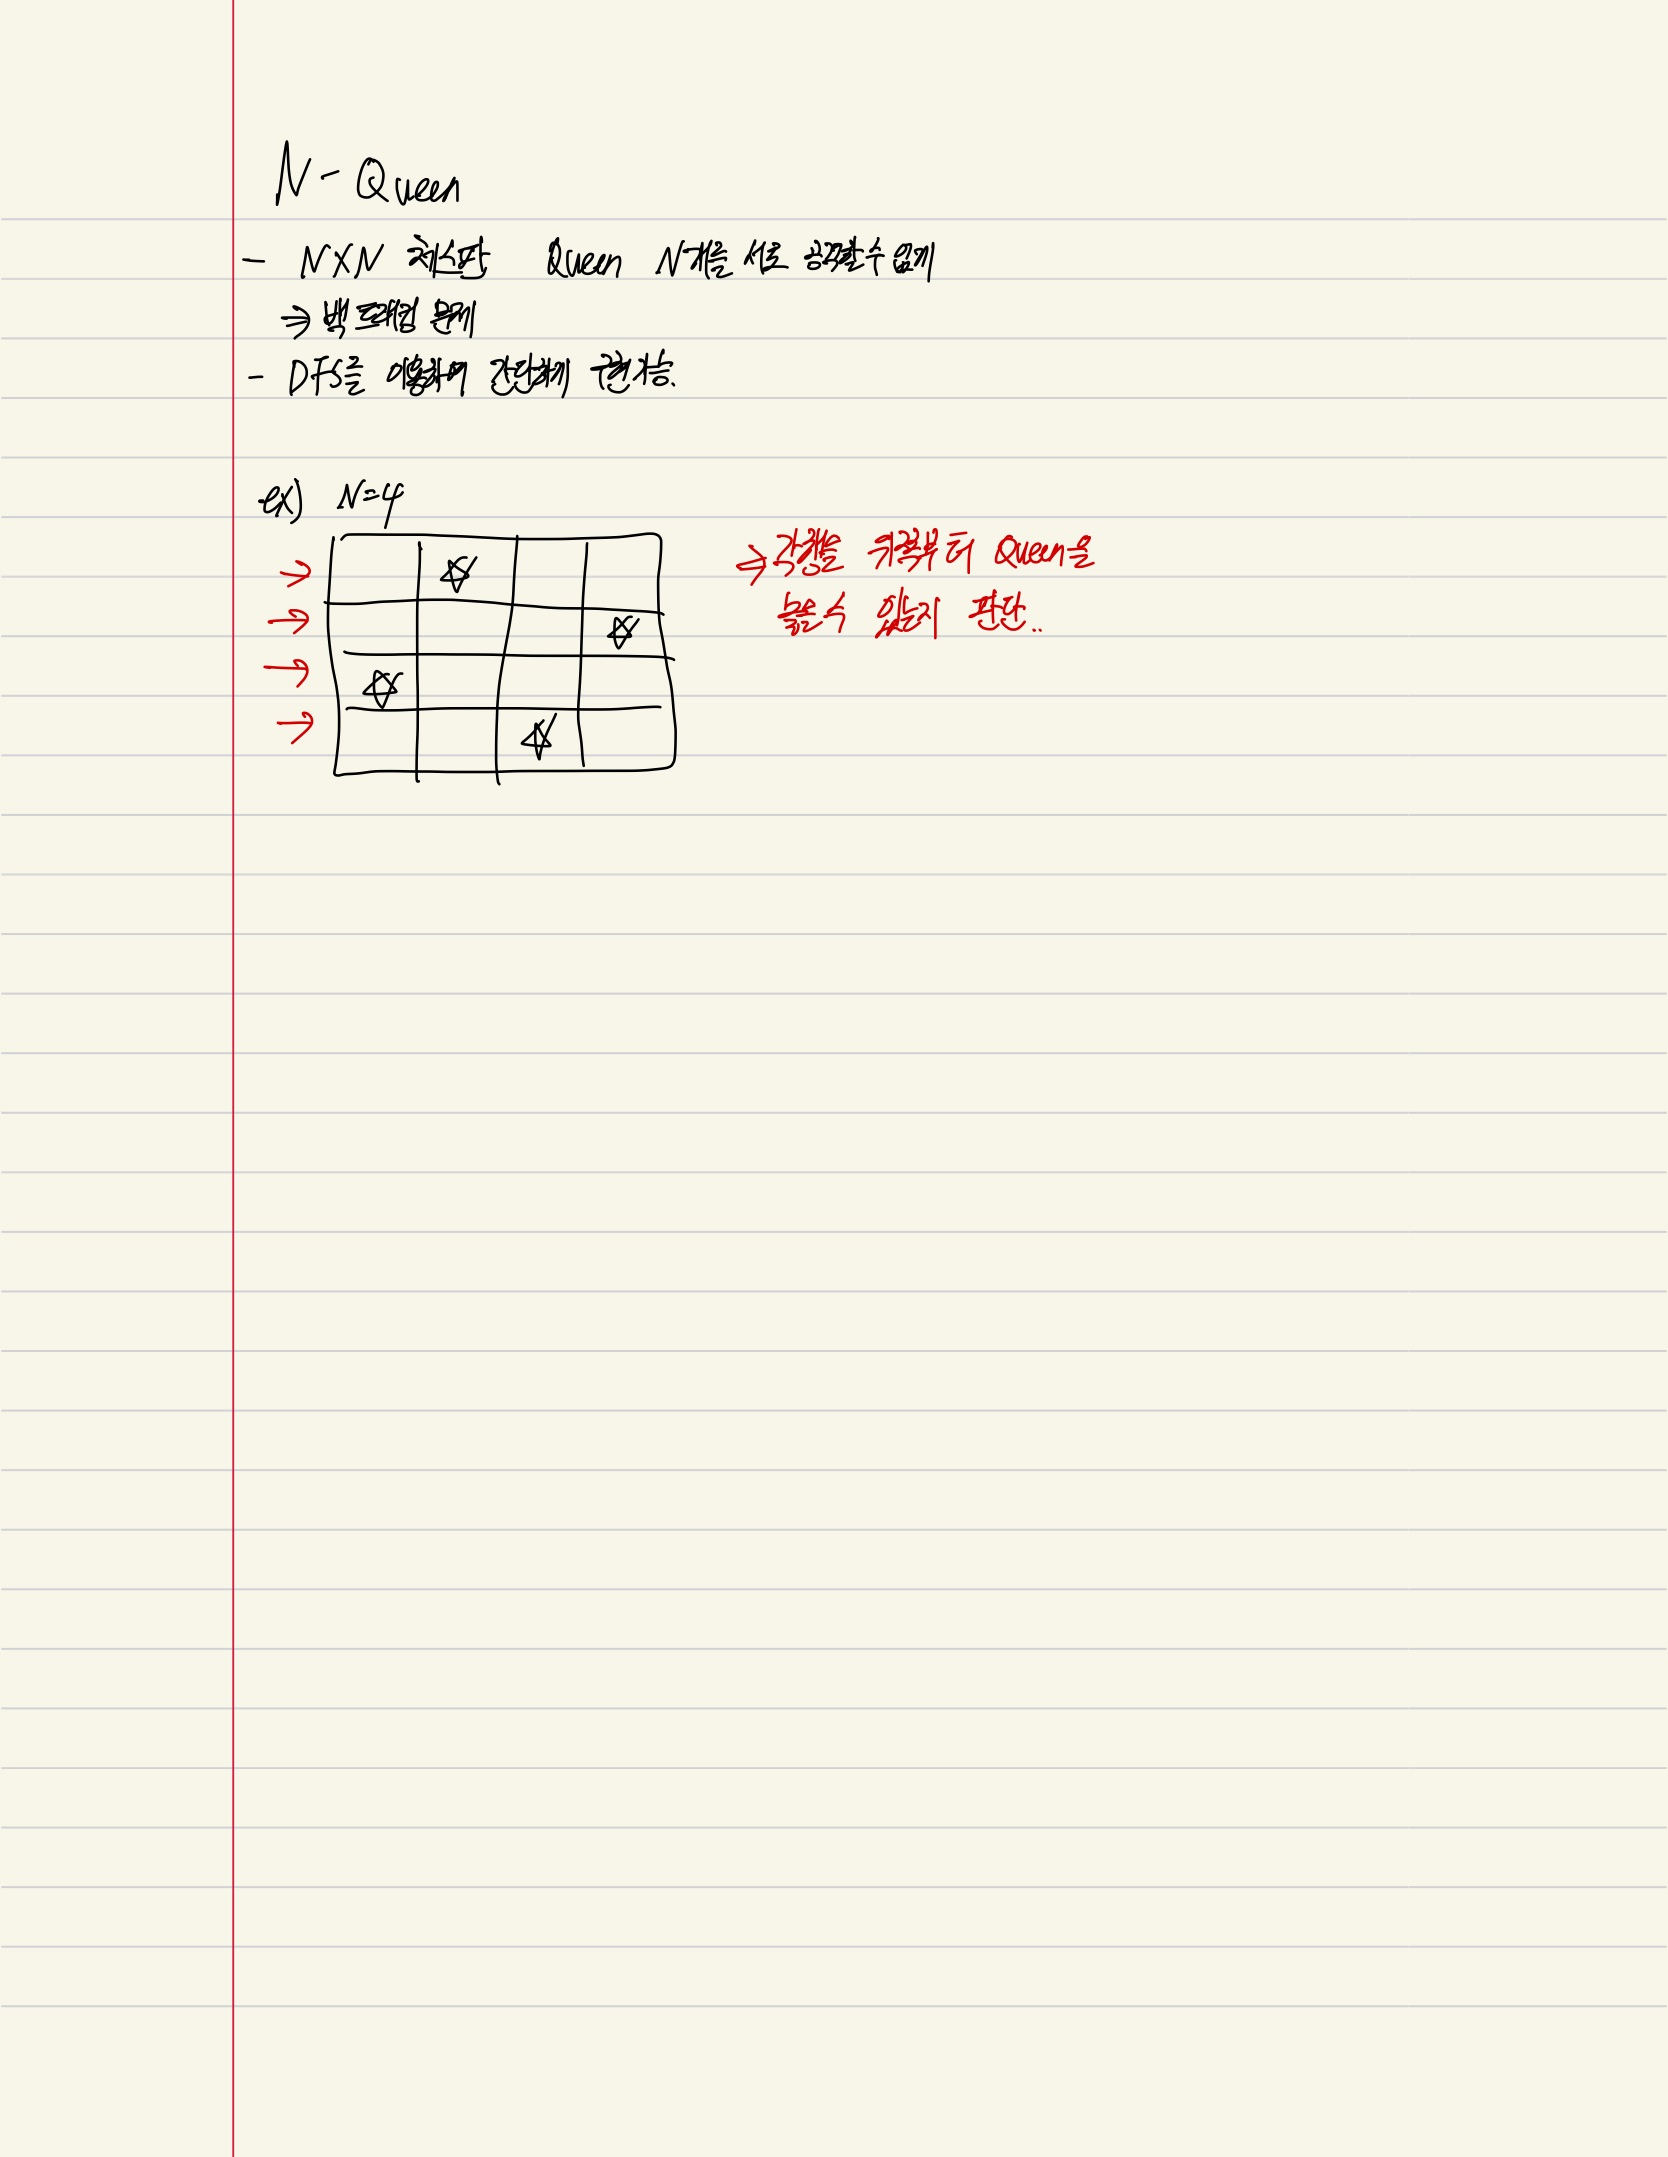 N - Queen
- N×N 체스판 Queen N개를 서로 공격할 수 없게
⇒ 백트래킹 문제
- DFS를 이용하여 간단하게 구현가능.
ex) N=4
⇒ 각행을 위쪽부터 Queen을
놓을 수 있는지 판단..